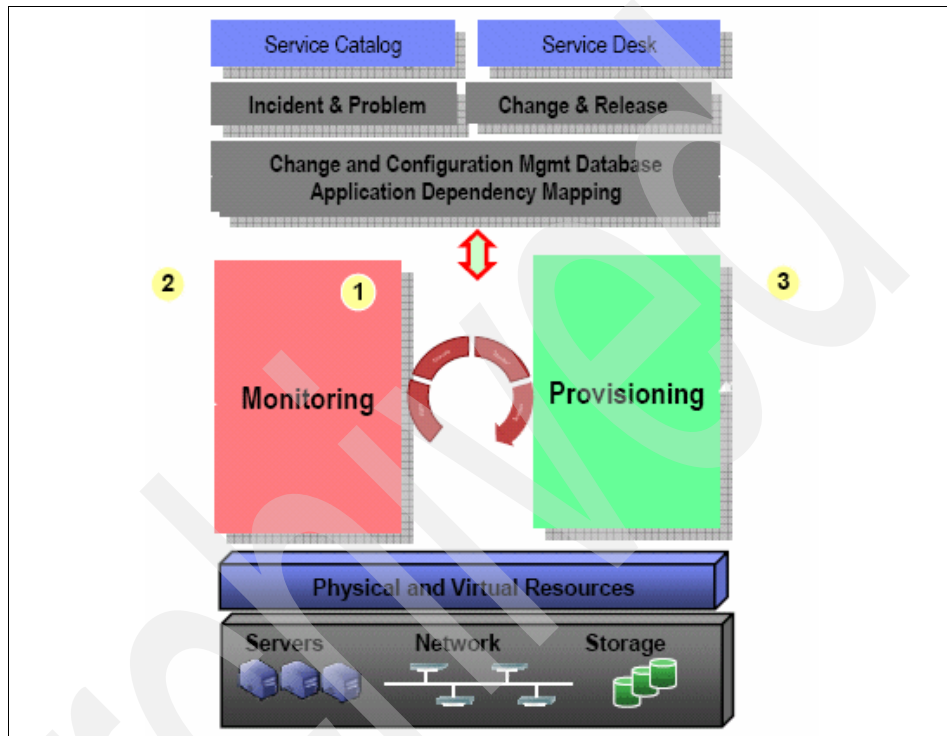 Service Catalog
Service Desk
Incident & Problem
Change & Release
Change and Configuration Mgmt Database
Application Dependency Mapping
2
1
3
Monitoring
Provisioning
Physical and Virtual Resources
Servers
Network
Storage